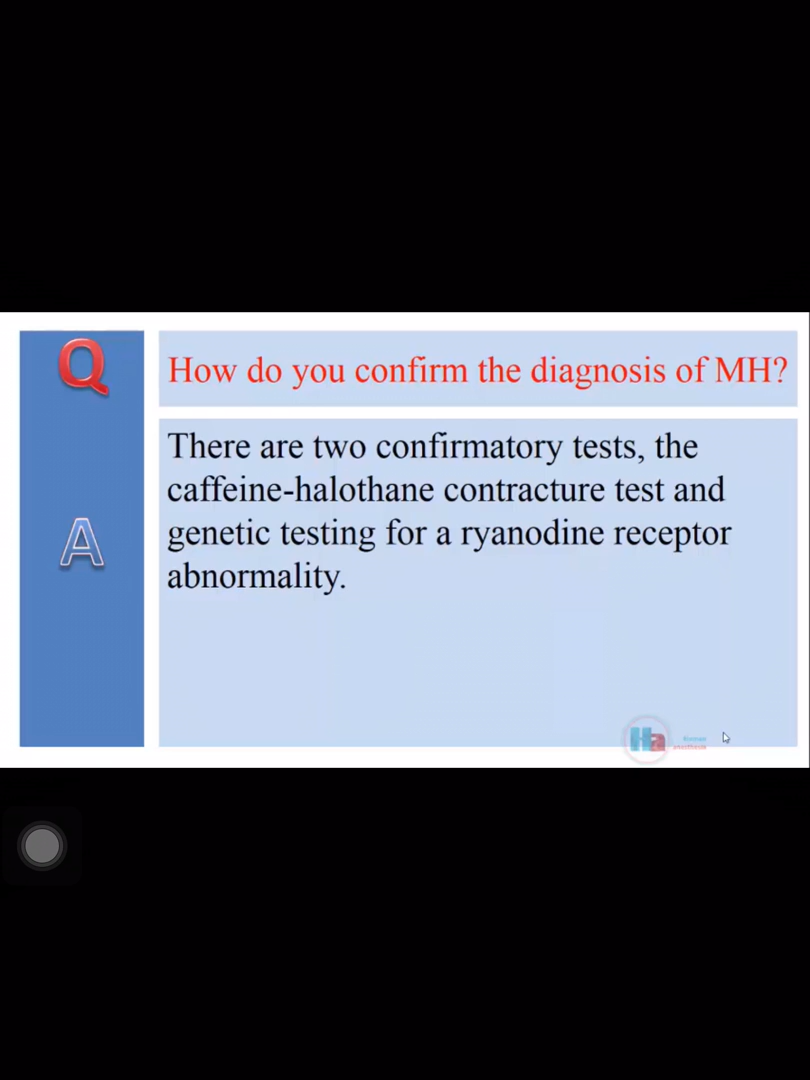 Q
How do you confirm the diagnosis of MH?
A
There are two confirmatory tests, the
caffeine-halothane contracture test and
genetic testing for a ryanodine receptor
abnormality.
Ha